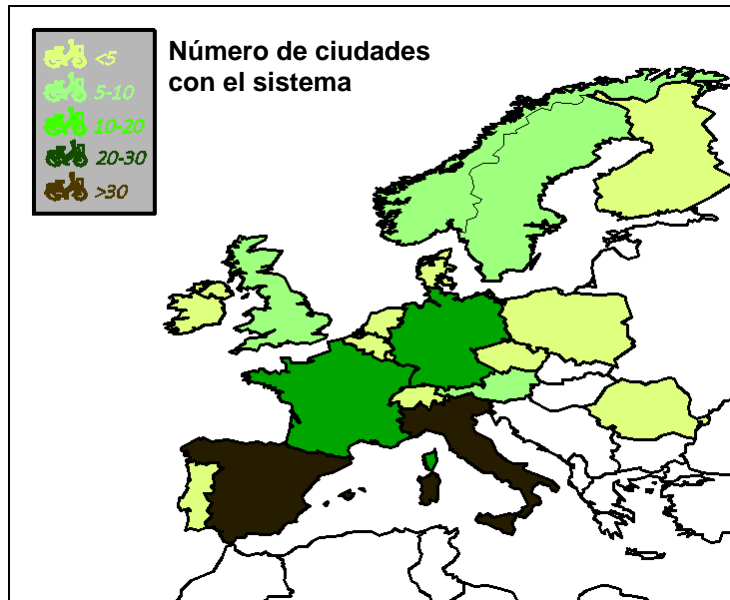 Número de ciudades
con el sistema
<5
5-10
10-20
20-30
>30